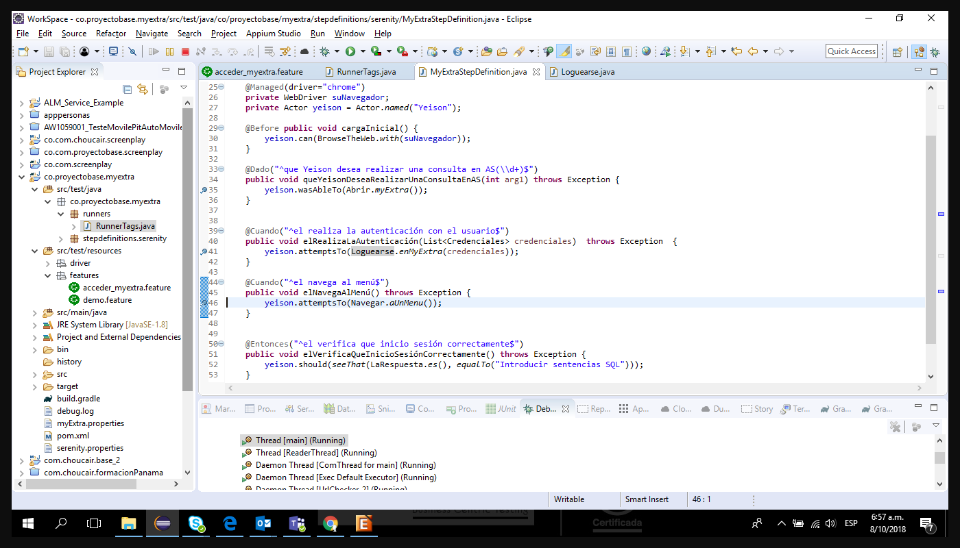 WorkSpace - co.proyectobase.myextra/src/test/java/co/proyectobase/myextra/stepdefinitions/serenity/MyExtraStepDefinition.java - Eclipse
File Edit Source Refactor Navigate Search Project Appium Studio Run Window Help
Quick Access
Project Explorer
acceder_myextra.feature RunnerTags.java MyExtraStepDefinition.java Loguearse.java
ALM_Service_Example
apppersonas
AW1059001_TesteMovilePitAutoMovile
co.com.choucair.screenplay
co.com.proyectobase.screenplay
co.com.screenplay
co.proyectobase.myextra
src/test/java
co.proyectobase.myextra
runners
RunnerTags.java
stepdefinitions.serenity
src/test/resources
driver
features
acceder_myextra.feature
demo.feature
src/main/java
JRE System Library [JavaSE-1.8]
Project and External Dependencies
bin
history
src
target
build.gradle
debug.log
myExtra.properties
pom.xml
serenity.properties
com.choucair.base_2
com.choucair.formacionPanama
25 @Managed(driver="chrome")
26 private WebDriver suNavegador;
27 private Actor yeison = Actor.named("Yeison");
28
29 @Before public void cargaInicial() {
30 yeison.can(BrowseTheWeb.with(suNavegador));
31 }
32
33 @Dado("^que Yeison desea realizar una consulta en AS(\\d+)$")
34 public void queYeisonDeseaRealizarUnaConsultaEnAS(int arg1) throws Exception {
35 yeison.wasAbleTo(Abrir.myExtra());
36 }
37
38
39 @Cuando("^el realiza la autenticación con el usuario$")
40 public void elRealizaLaAutenticación(List<Credenciales> credenciales) throws Exception {
41 yeison.attemptsTo(Loguearse.enMyExtra(credenciales));
42 }
43
44 @Cuando("^el navega al menú$")
45 public void elNavegaAlMenú() throws Exception {
46 yeison.attemptsTo(Navegar.aUnMenu());
47 }
48
49
50 @Entonces("^el verifica que inicio sesión correctamente$")
51 public void elVerificaQueInicioSesiónCorrectamente() throws Exception {
52 yeison.should(seeThat(LaRespuesta.es(), equalTo("Introducir sentencias SQL")));
53 }
Mar... Pro... Ser... Dat... Sni... Co... Pro... JUnit Deb... Rep... Ap... Clo... Du... Story Ter... Gra... Gra...
Thread [main] (Running)
Thread [ReaderThread] (Running)
Daemon Thread [ComThread for main] (Running)
Daemon Thread [Exec Default Executor] (Running)
Daemon Thread [UrlChecker-2] (Running)
Writable Smart Insert 46 : 1
Certificada
ESP
6:57 a.m.
8/10/2018